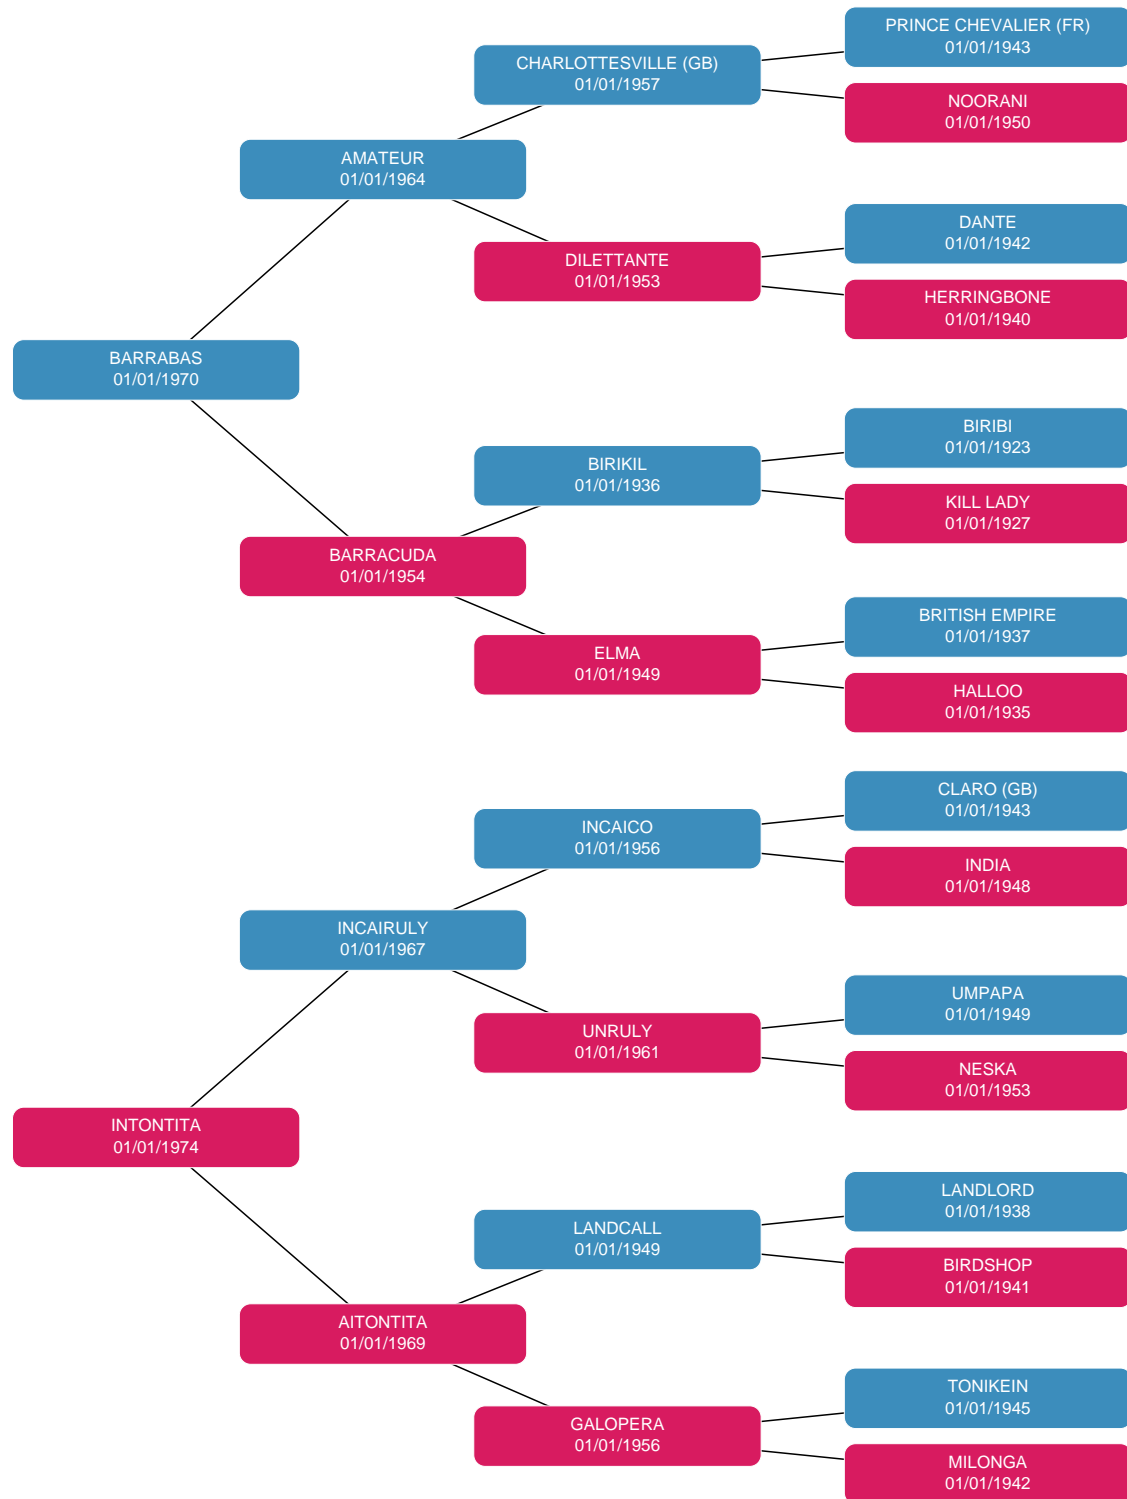 PRINCE CHEVALIER (FR)
01/01/1943
CHARLOTTESVILLE (GB)
01/01/1957
NOORANI
01/01/1950
AMATEUR
01/01/1964
DANTE
01/01/1942
DILETTANTE
01/01/1953
HERRINGBONE
01/01/1940
BARRABAS
01/01/1970
BIRIBI
01/01/1923
BIRIKIL
01/01/1936
KILL LADY
01/01/1927
BARRACUDA
01/01/1954
BRITISH EMPIRE
01/01/1937
ELMA
01/01/1949
HALLOO
01/01/1935
CLARO (GB)
01/01/1943
INCAICO
01/01/1956
INDIA
01/01/1948
INCAIRULY
01/01/1967
UMPAPA
01/01/1949
UNRULY
01/01/1961
NESKA
01/01/1953
INTONTITA
01/01/1974
LANDLORD
01/01/1938
LANDCALL
01/01/1949
BIRDSHOP
01/01/1941
AITONTITA
01/01/1969
TONIKEIN
01/01/1945
GALOPERA
01/01/1956
MILONGA
01/01/1942